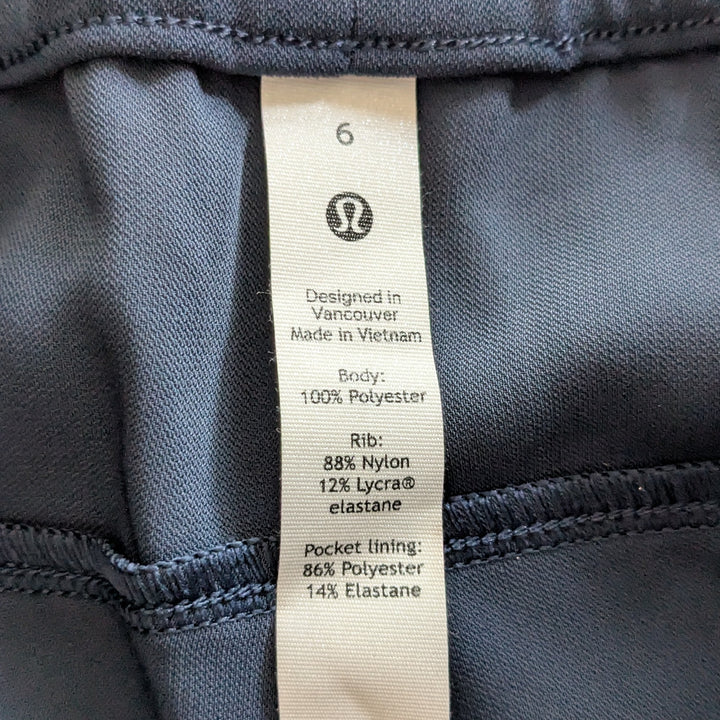 6
Designed in
Vancouver
Made in Vietnam
Body:
100% Polyester
Rib:
88% Nylon
12% Lycra®
elastane
Pocket lining:
86% Polyester
14% Elastane